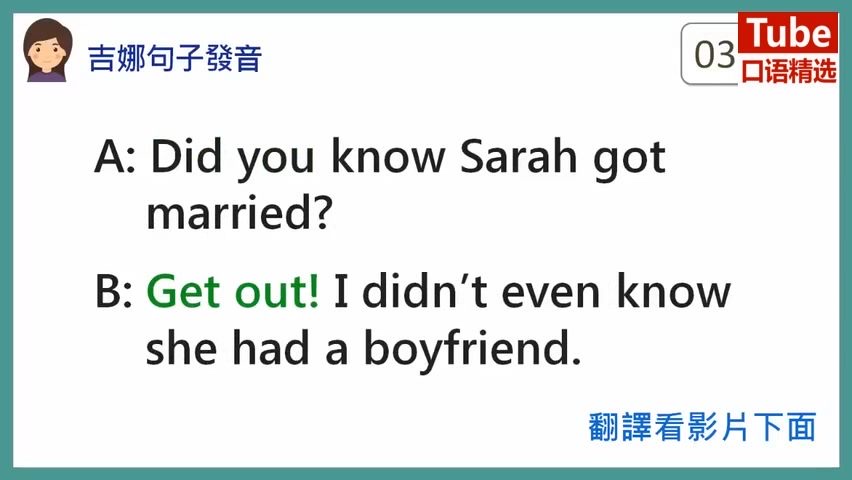 吉娜句子發音
03
Tube
口语精选
A: Did you know Sarah got
married?
B: Get out! I didn't even know
she had a boyfriend.
翻譯看影片下面